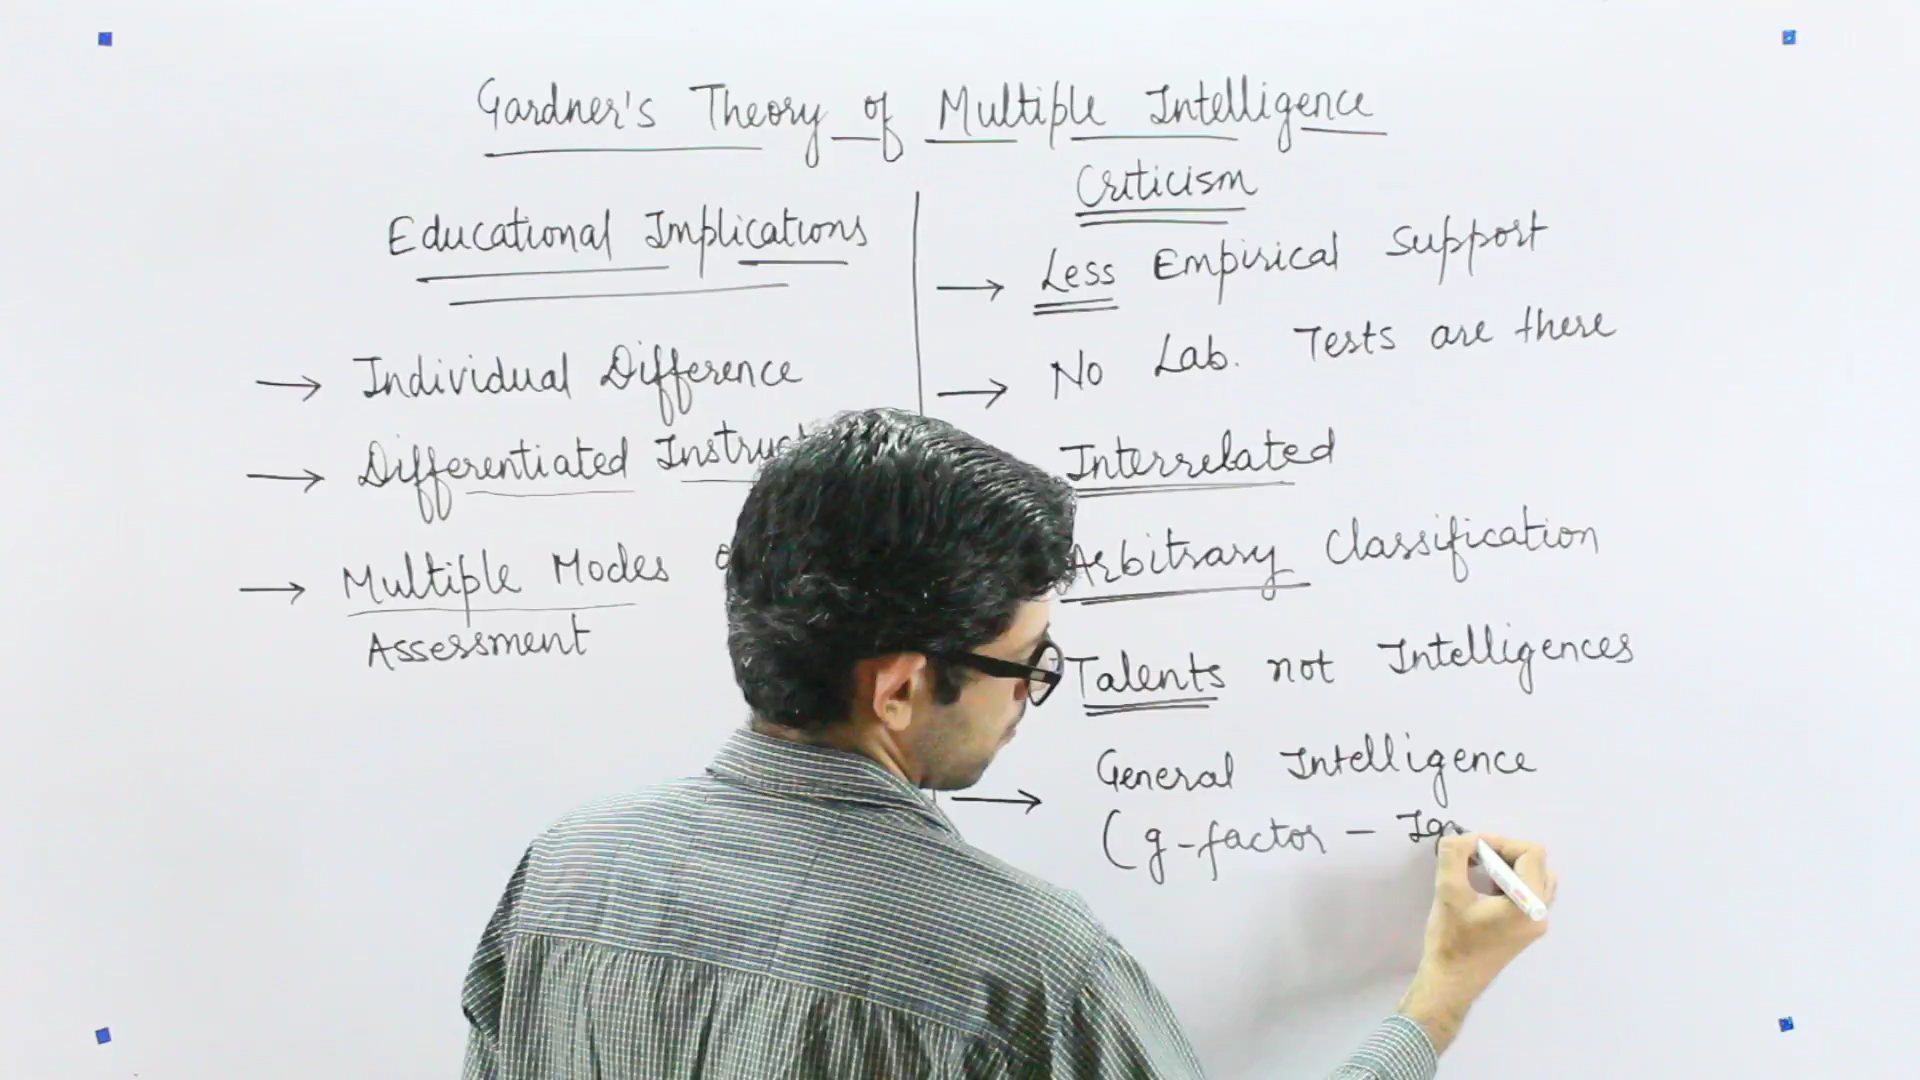 Gardner's Theory of Multiple Intelligence
Educational Implications
→ Individual Difference
→ Differentiated
→ Multiple Modes
Assessment
Criticism
→ Less Empirical Support
→ No Lab. Tests are there
Interrelated
Arbitrary Classification
Talents not Intelligences
→ General Intelligence
(g-factor –